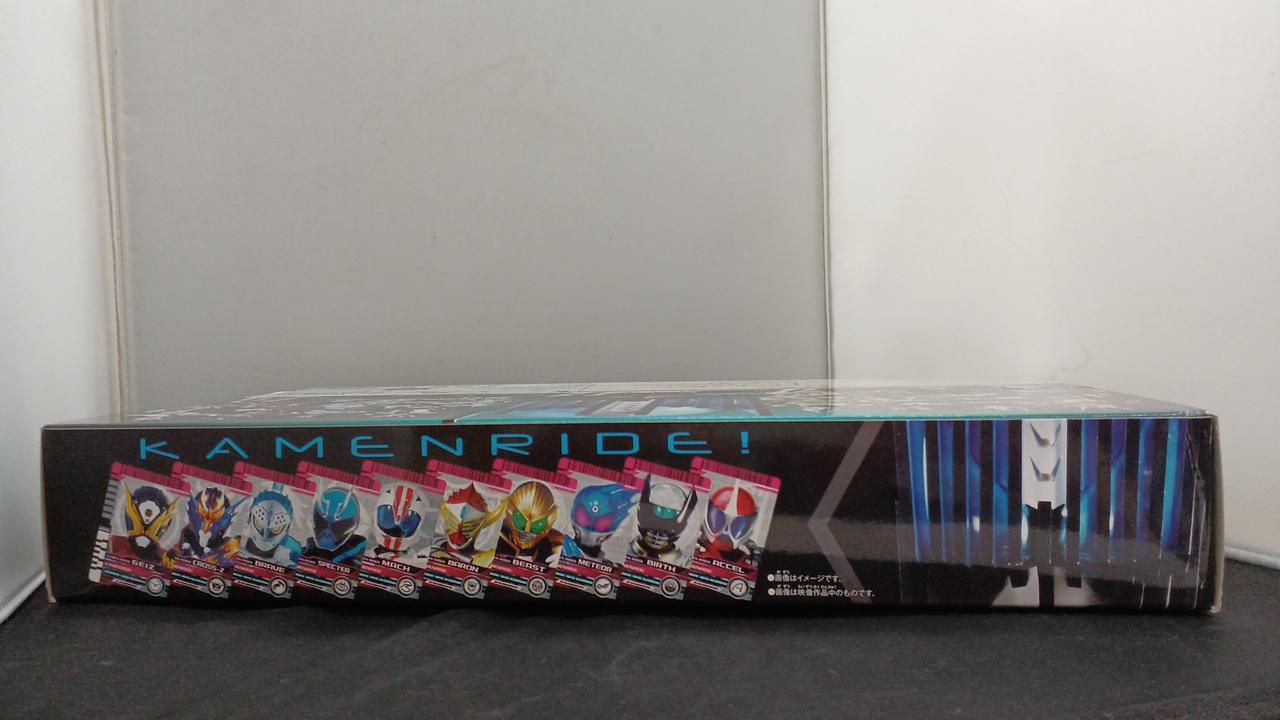 KAMENRIDE!
GEIZ
CROSS-Z
BRAVE
SPECTER
MACH
BARON
BEAST
METEOR
BIRTH
ACCEL
●画像はイメージです。
●画像は映像作品中のものです。